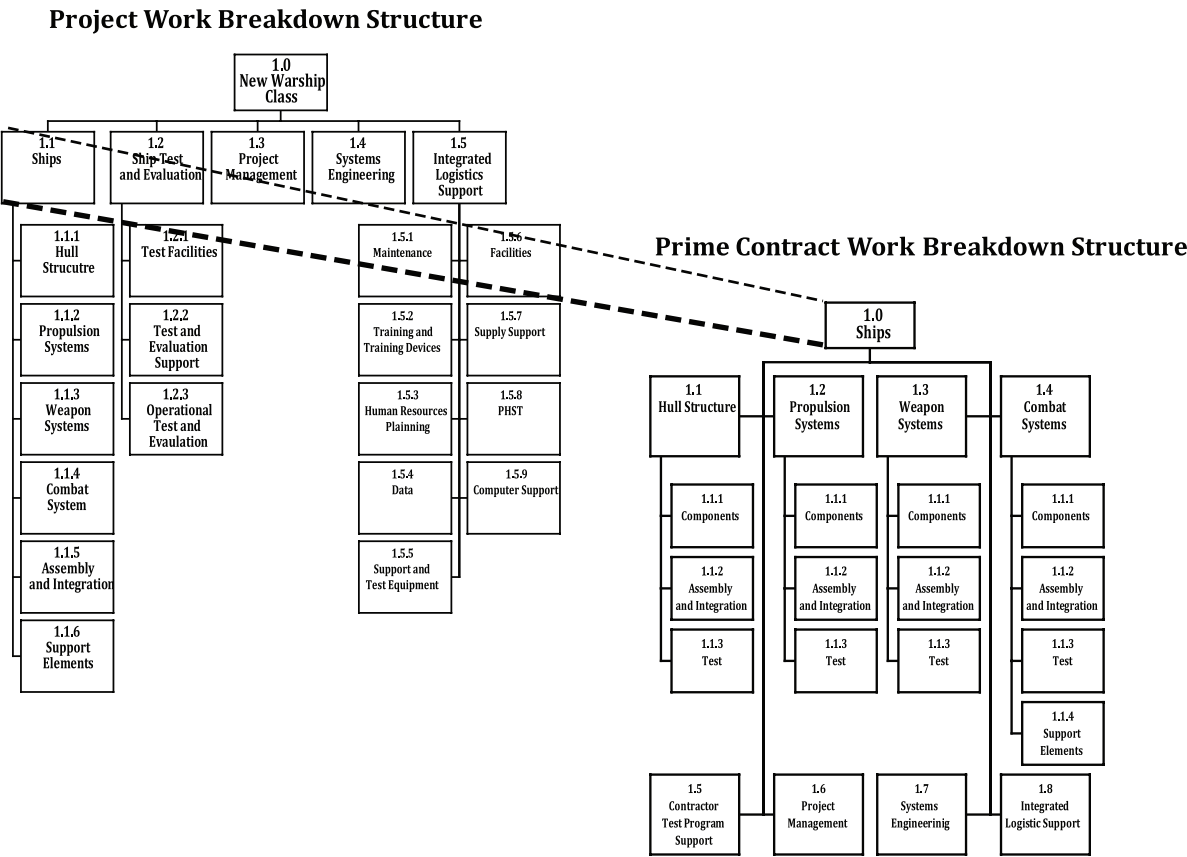 Project Work Breakdown Structure
1.0
New Warship
Class
1.1
Ships
1.2
Ship Test
and Evaluation
1.3
Project
Management
1.4
Systems
Engineering
1.5
Integrated
Logistics
Support
1.1.1
Hull
Strucutre
1.1.2
Propulsion
Systems
1.1.3
Weapon
Systems
1.1.4
Combat
System
1.1.5
Assembly
and Integration
1.1.6
Support
Elements
1.2.1
Test Facilities
1.2.2
Test and
Evaluation
Support
1.2.3
Operational
Test and
Evaulation
1.5.1
Maintenance
1.5.2
Training and
Training Devices
1.5.3
Human Resources
Plainning
1.5.4
Data
1.5.5
Support and
Test Equipment
1.5.6
Facilities
1.5.7
Supply Support
1.5.8
PHST
1.5.9
Computer Support
Prime Contract Work Breakdown Structure
1.0
Ships
1.1
Hull Structure
1.1.1
Components
1.1.2
Assembly
and Integration
1.1.3
Test
1.2
Propulsion
Systems
1.1.1
Components
1.1.2
Assembly
and Integration
1.1.3
Test
1.3
Weapon
Systems
1.1.1
Components
1.1.2
Assembly
and Integration
1.1.3
Test
1.4
Combat
Systems
1.1.1
Components
1.1.2
Assembly
and Integration
1.1.3
Test
1.1.4
Support
Elements
1.5
Contractor
Test Program
Support
1.6
Project
Management
1.7
Systems
Engineerinig
1.8
Integrated
Logistic Support